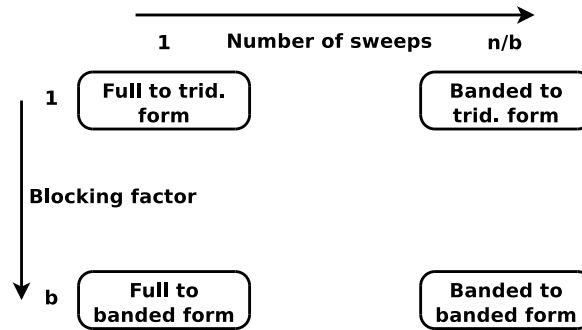 1 Number of sweeps n/b
1 Full to trid. Banded to
form trid. form
Blocking factor
b Full to Banded to
banded form banded form